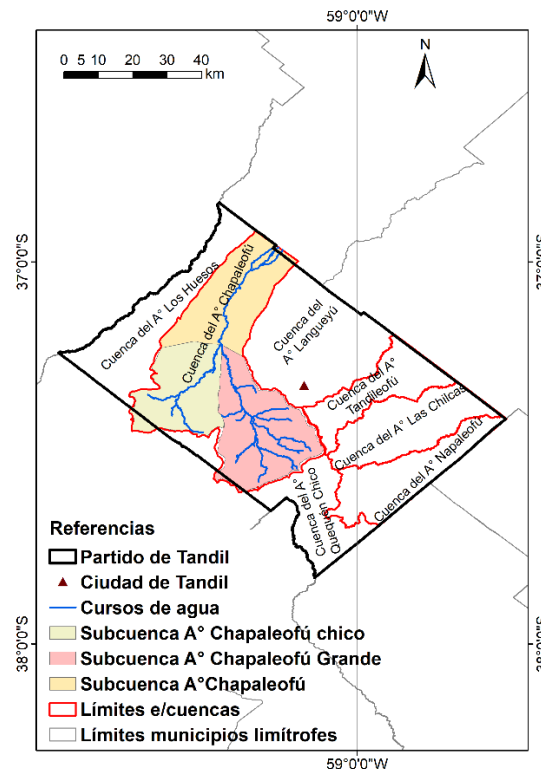 59°0'0"W
N
0 5 10 20 30 40
km
37°0'0"S
37°0'0"S
Cuenca del A° Los Huesos
Cuenca del A° Chapaleofú
Cuenca del
A° Langueyú
Cuenca del A°
Tandileofú
Cuenca del A° Las Chilcas
Cuenca del A° Napaleofú
Cuenca del A°
Quequén Chico
Referencias
Partido de Tandil
Ciudad de Tandil
Cursos de agua
Subcuenca A° Chapaleofú chico
Subcuenca A° Chapaleofú Grande
Subcuenca A°Chapaleofú
Límites e/cuencas
Límites municipios limítrofes
38°0'0"S
38°0'0"S
59°0'0"W